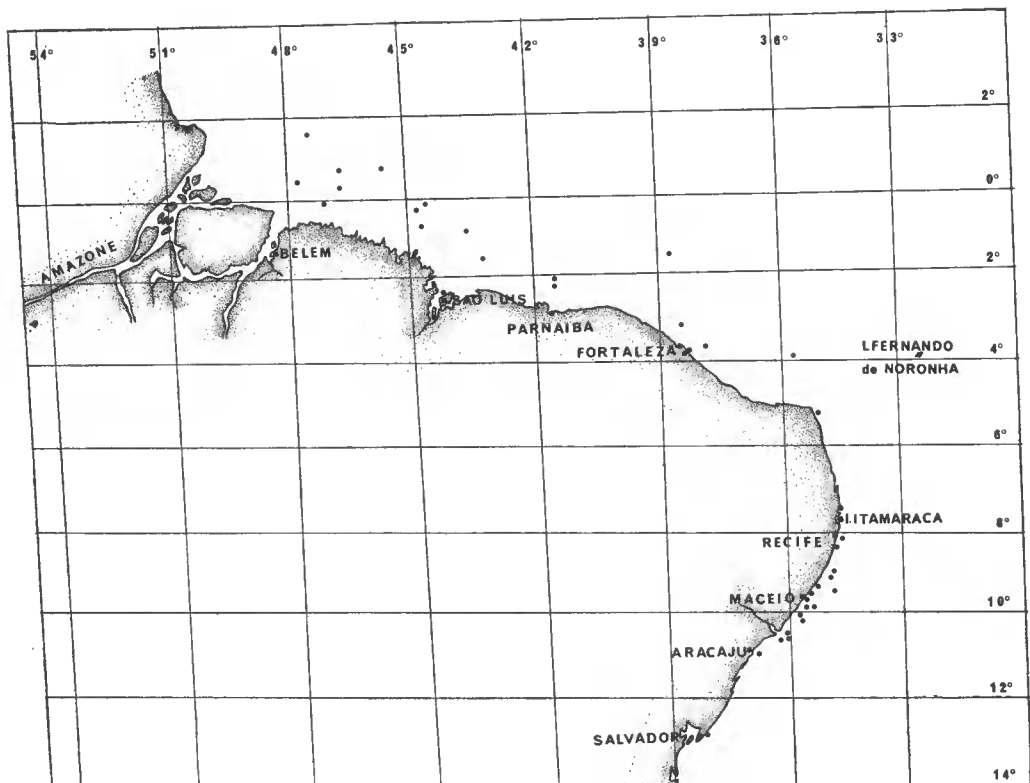 54° 51° 48° 45° 42° 39° 36° 33°
2°
0°
AMAZONE
BELEM
2°
SAO LUIS
PARNAIBA
FORTALEZA
I.FERNANDO
de NORONHA
4°
6°
I.ITAMARACA
8°
RECIFE
MACEIO
10°
ARACAJU
12°
SALVADOR
14°